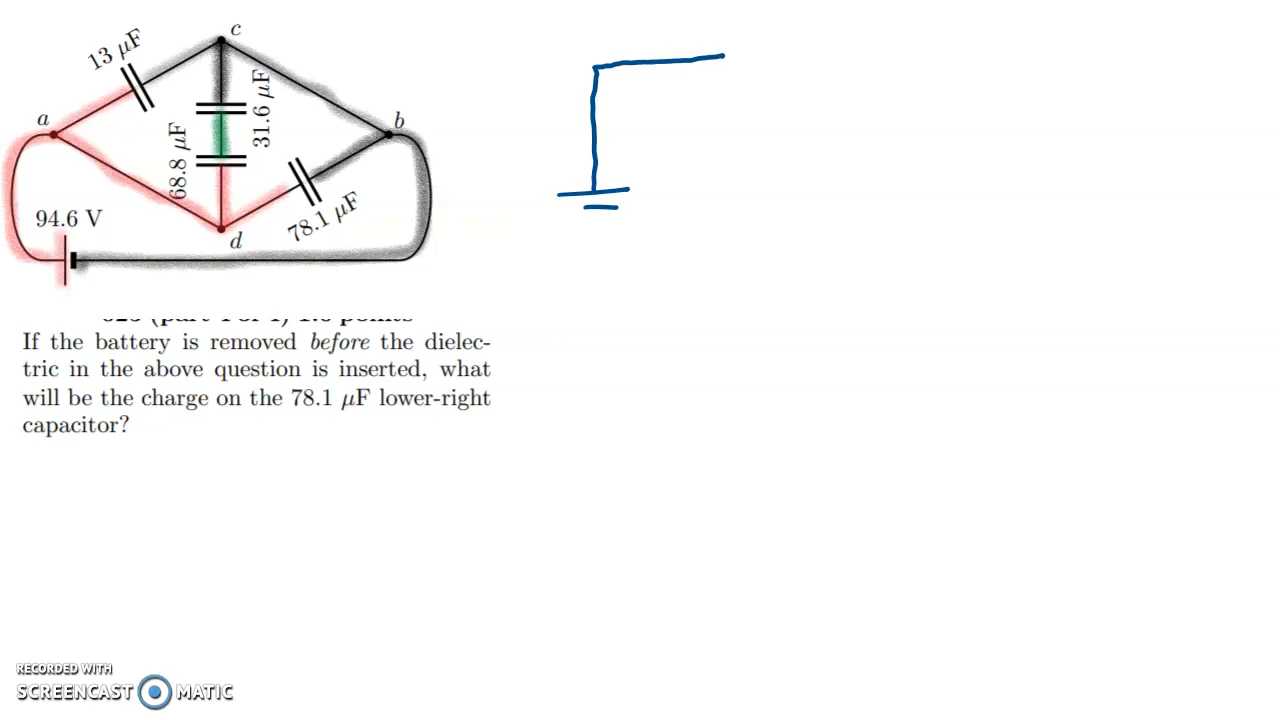 c
13 μF
31.6 μF
a
b
68.8 μF
94.6 V
d
78.1 μF
If the battery is removed before the dielec-
tric in the above question is inserted, what
will be the charge on the 78.1 μF lower-right
capacitor?
RECORDED WITH
SCREENCAST MATIC